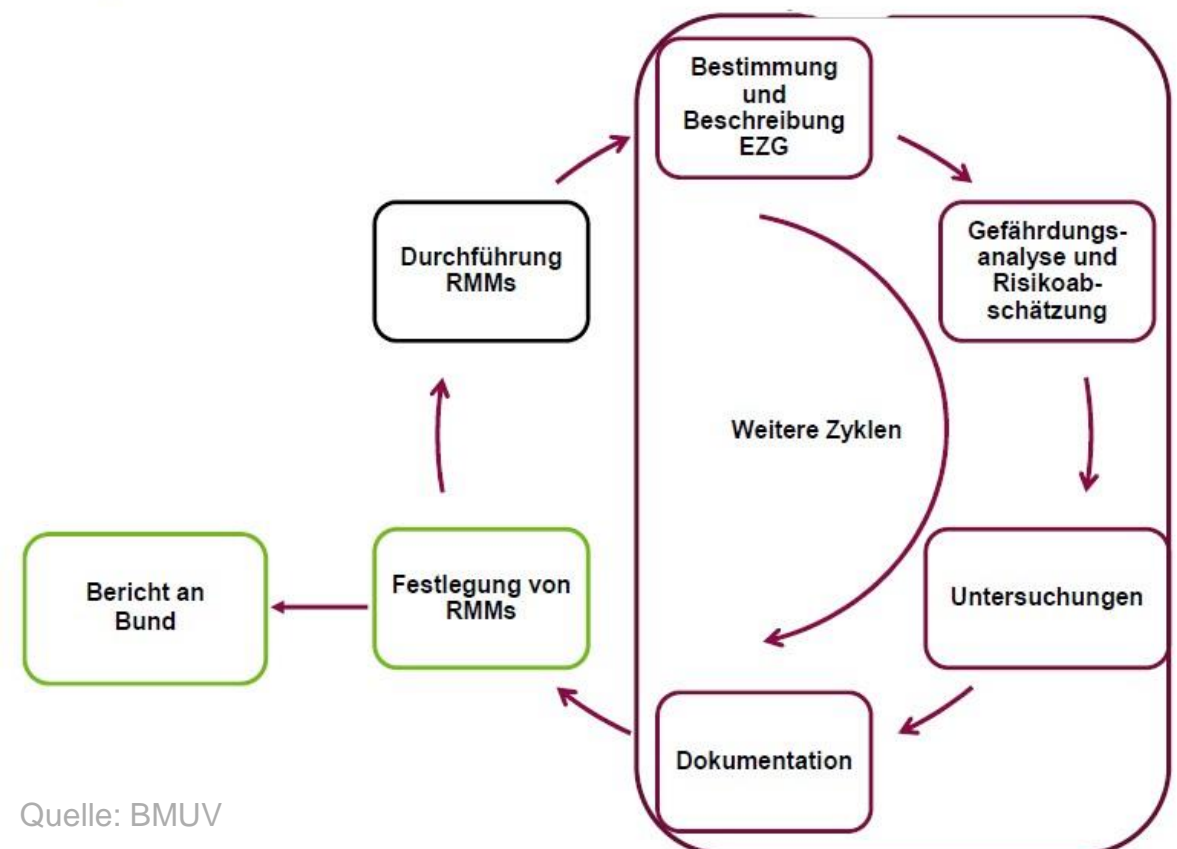 Bestimmung
und
Beschreibung
EZG
Gefährdungs-
analyse und
Risikoab-
schätzung
Durchführung
RMMs
Weitere Zyklen
Untersuchungen
Festlegung von
RMMs
Bericht an
Bund
Dokumentation
Quelle: BMUV